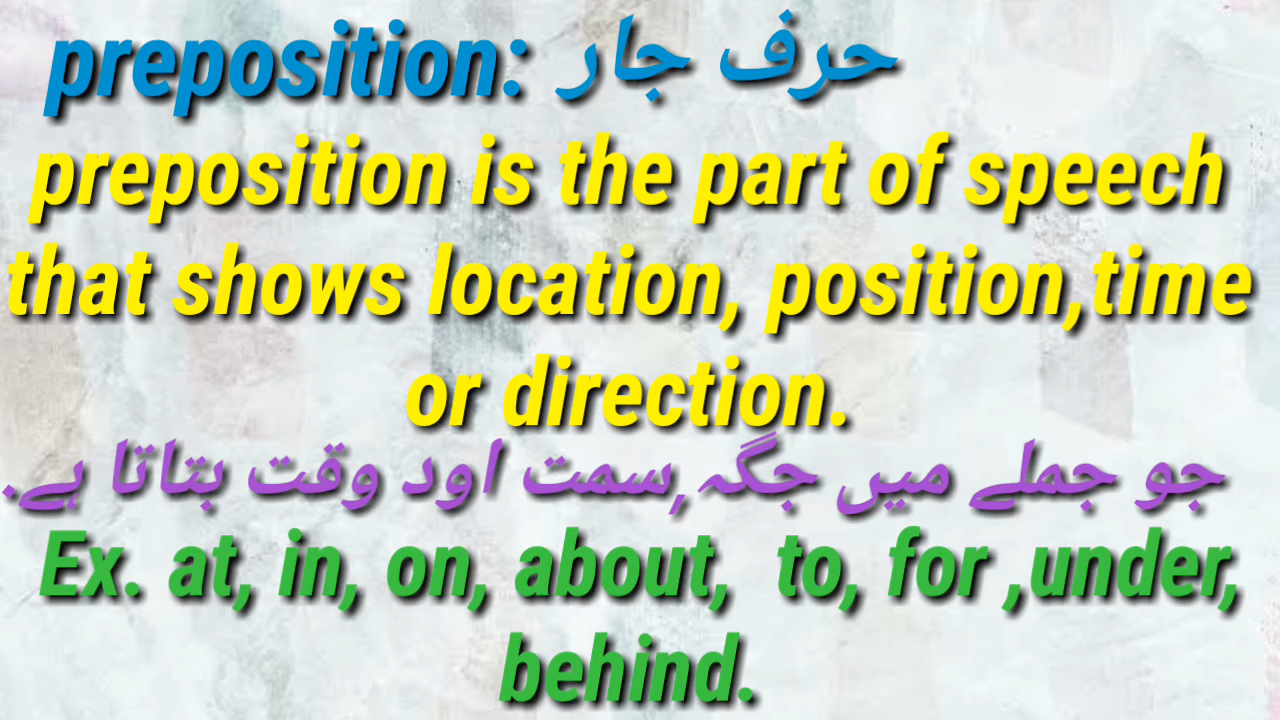 preposition: حرف جار
preposition is the part of speech
that shows location, position,time
or direction.
جو جملے میں جگہ,سمت اود وقت بتاتا ہے.
Ex. at, in, on, about,  to, for ,under,
behind.